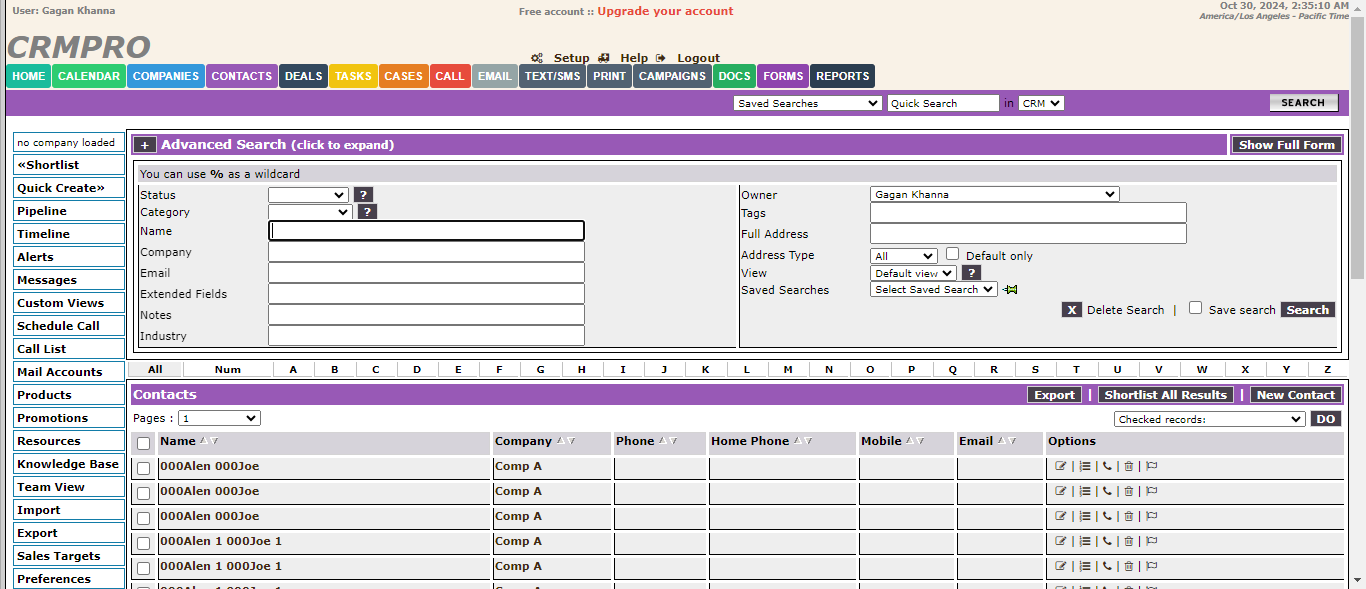 User: Gagan Khanna
Free account :: Upgrade your account
Oct 30, 2024, 2:35:10 AM
America/Los Angeles - Pacific Time
CRMPRO
Setup Help Logout
HOME CALENDAR COMPANIES CONTACTS DEALS TASKS CASES CALL EMAIL TEXT/SMS PRINT CAMPAIGNS DOCS FORMS REPORTS
Saved Searches Quick Search in CRM SEARCH
no company loaded
«Shortlist
Quick Create»
Pipeline
Timeline
Alerts
Messages
Custom Views
Schedule Call
Call List
Mail Accounts
Products
Promotions
Resources
Knowledge Base
Team View
Import
Export
Sales Targets
Preferences
+ Advanced Search (click to expand) Show Full Form
You can use % as a wildcard
Status ?
Category ?
Name
Company
Email
Extended Fields
Notes
Industry
Owner Gagan Khanna
Tags
Full Address
Address Type All Default only
View Default view ?
Saved Searches Select Saved Search
X Delete Search | Save search Search
All Num A B C D E F G H I J K L M N O P Q R S T U V W X Y Z
Contacts Export | Shortlist All Results | New Contact
Pages : 1 Checked records: DO
Name Company Phone Home Phone Mobile Email Options
000Alen 000Joe Comp A
000Alen 000Joe Comp A
000Alen 000Joe Comp A
000Alen 1 000Joe 1 Comp A
000Alen 1 000Joe 1 Comp A